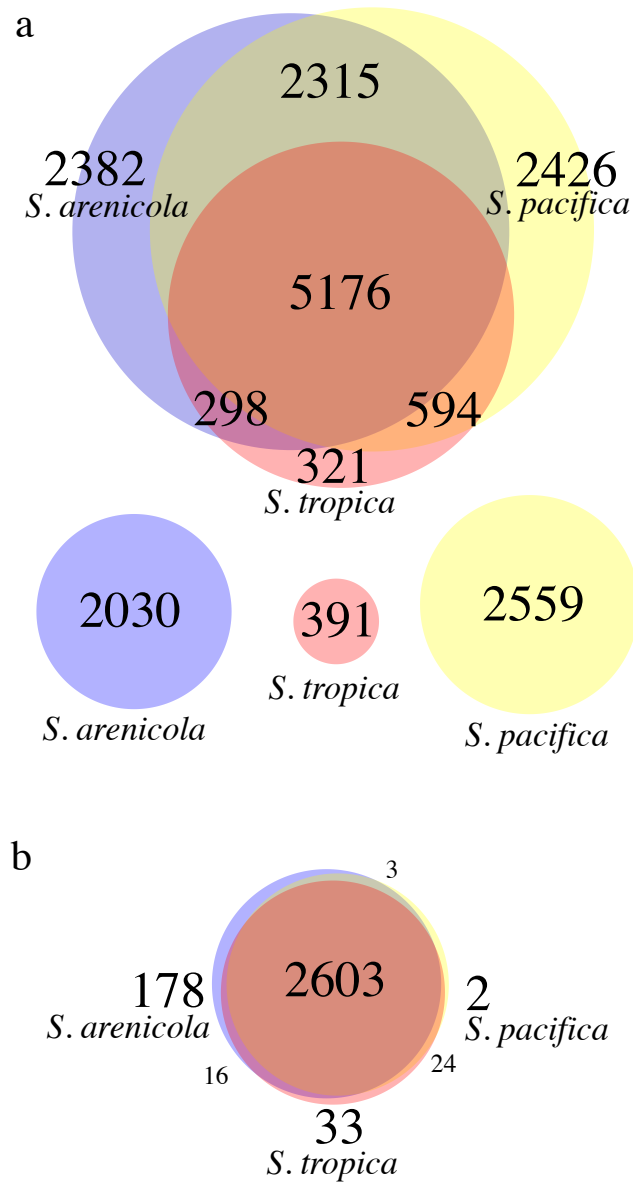 a
2315
2382
S. arenicola
2426
S. pacifica
5176
298
594
321
S. tropica
2030
S. arenicola
391
S. tropica
2559
S. pacifica
b
3
2603
178
S. arenicola
2
S. pacifica
16
24
33
S. tropica